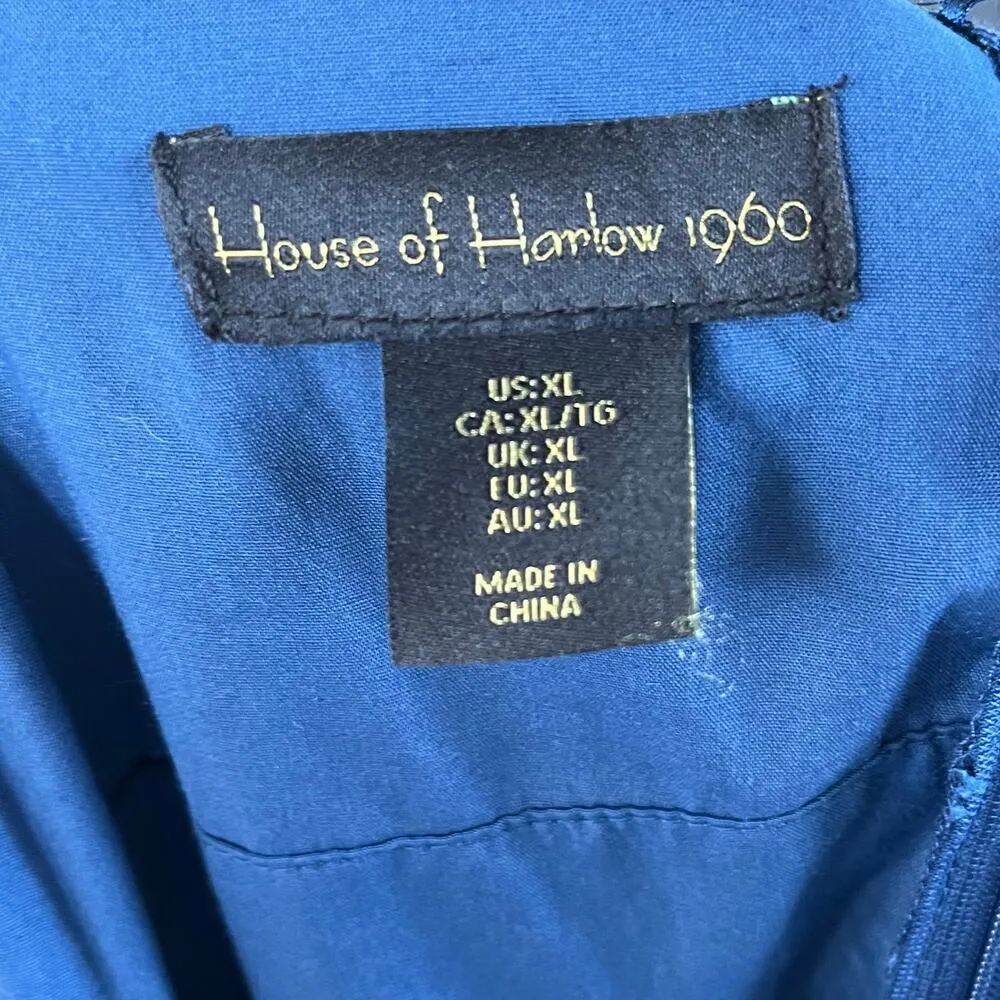 House of Harlow 1960
US: XL
CA: XL/TG
UK: XL
EU: XL
AU: XL
MADE IN
CHINA